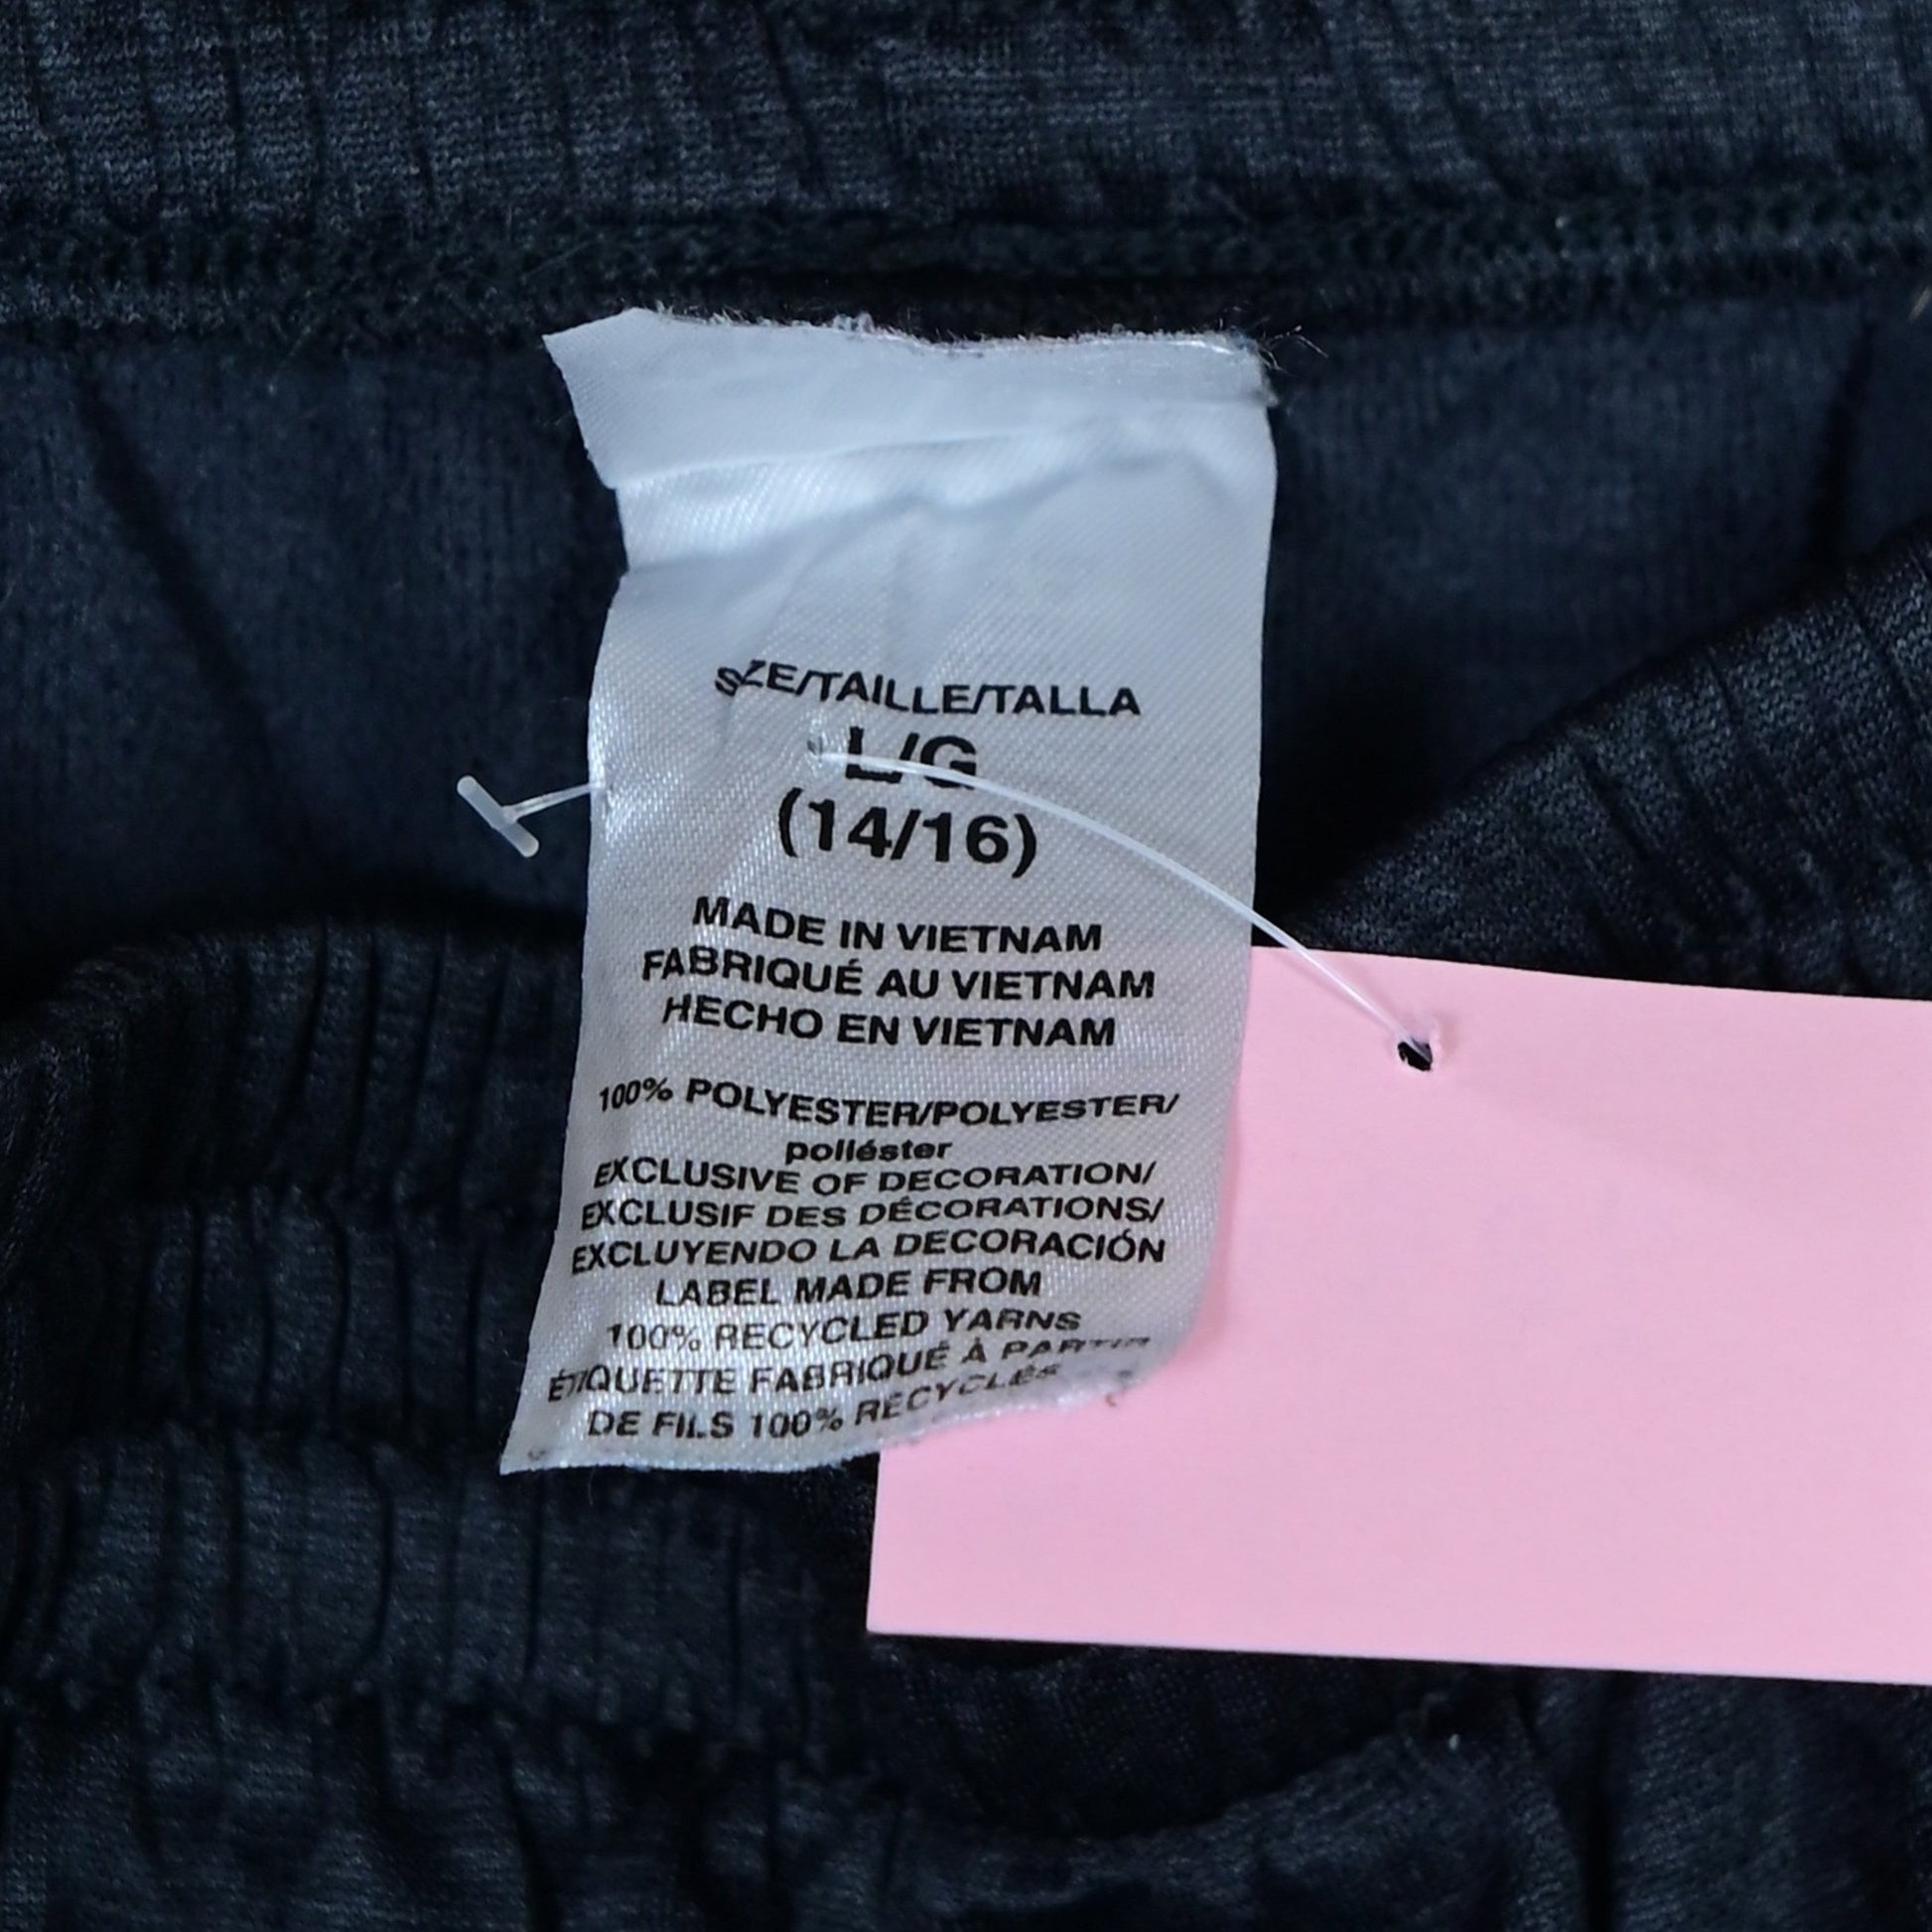 SIZE/TAILLE/TALLA
L/G
(14/16)
MADE IN VIETNAM
FABRIQUÉ AU VIETNAM
HECHO EN VIETNAM
100% POLYESTER/POLYESTER/
poliéster
EXCLUSIVE OF DECORATION/
EXCLUSIF DES DÉCORATIONS/
EXCLUYENDO LA DECORACIÓN
LABEL MADE FROM
100% RECYCLED YARNS
ÉTIQUETTE FABRIQUÉ À PARTIR
DE FILS 100% RECYCLÉS